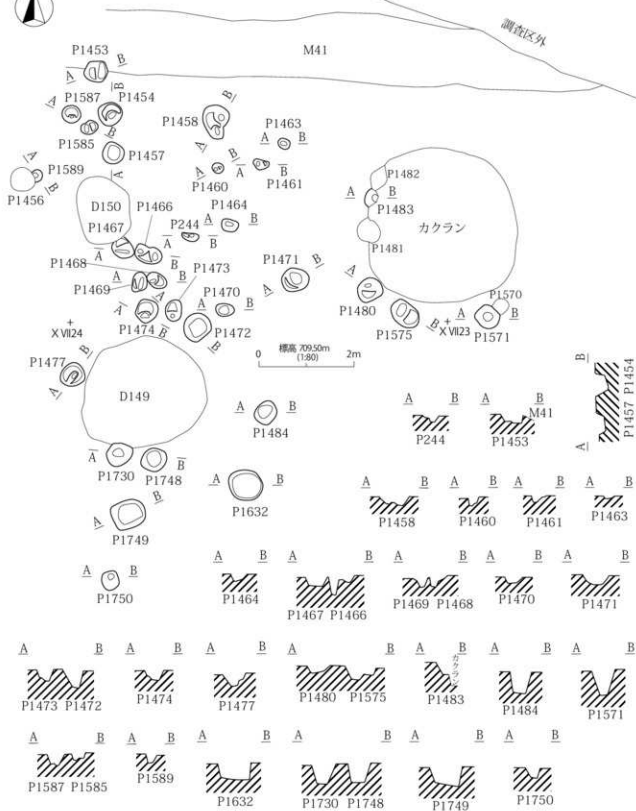 調査区外
M41
P1453 B
A
P1587 B P1454
A
P1585 B
P1457
A
B
P1458
A
P1463
A B
A P1589
P1456 B
B
A P1460
A B
P1461
P1464
A B
D150
P1467 P1466
A B
P244
A B
P1468
P1469 A B
P1473
P1471 B
A
P1470
A B
P1474
A B
P1472
B
P1482
A B
P1483
P1481
カクラン
A
P1480
P1575 B
P1570
A B
P1571
+
XⅦ24
+
XⅦ23
標高 709.50m
0 (1:80) 2m
P1477 B
A
D149
A B
P1484
A B
P1730 P1748
A B
P1632
B
A
P1749
A B
P1750
B
P1457 P1454
A
A B
P244
A B
M41
P1453
A B
P1458
A B
P1460
A B
P1461
A B
P1463
A B
P1464
A B
P1467 P1466
A B
P1469 P1468
A B
P1470
A B
P1471
A B
P1473 P1472
A B
P1474
A B
P1477
A B
P1480 P1575
A B
カクラン
P1483
A B
P1484
A B
P1571
A B
P1587 P1585
A B
P1589
A B
P1632
A B
P1730 P1748
A B
P1749
A B
P1750